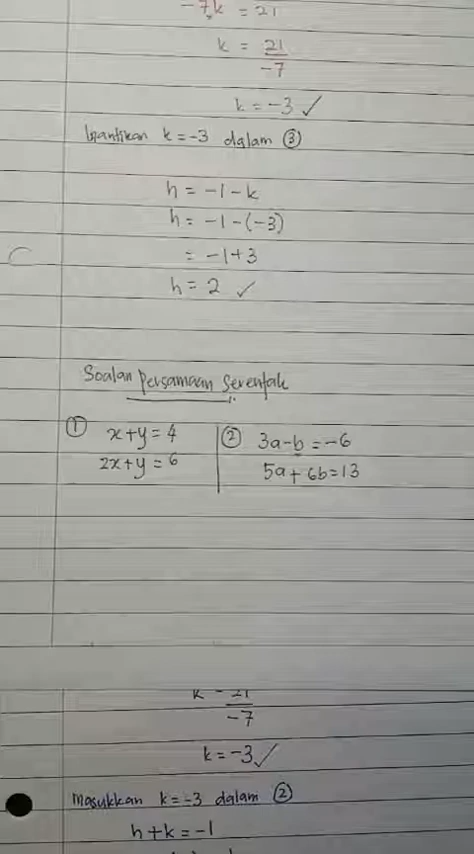 -7k = 21
k = 21
-7
k = -3 ✓
Gantikan k = -3 dalam ③
h = -1 - k
h = -1 - (-3)
= -1 + 3
h = 2 ✓
Soalan Persamaan Serentak
① x + y = 4
2x + y = 6
② 3a - b = -6
5a + 6b = 13
k = 21
-7
k = -3 ✓
Masukkan k = -3 dalam ②
h + k = -1